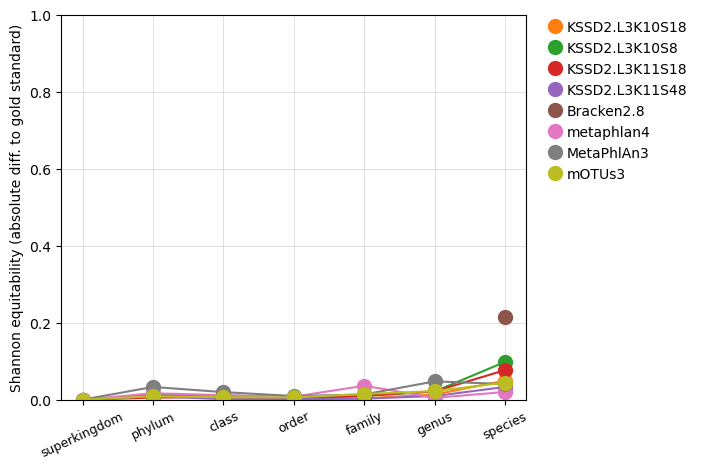 Shannon equitability (absolute diff. to gold standard)
1.0
0.8
0.6
0.4
0.2
0.0
superkingdom
phylum
class
order
family
genus
species
KSSD2.L3K10S18
KSSD2.L3K10S8
KSSD2.L3K11S18
KSSD2.L3K11S48
Bracken2.8
metaphlan4
MetaPhlAn3
mOTUs3